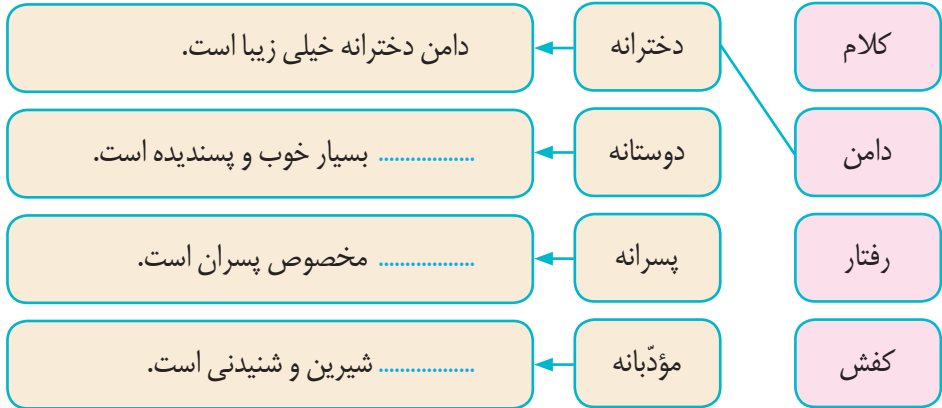 کلام دخترانه دامن دخترانه خیلی زیبا است.
دامن دوستانه .................. بسیار خوب و پسندیده است.
رفتار پسرانه .................. مخصوص پسران است.
کفش مؤدّبانه .................. شیرین و شنیدنی است.